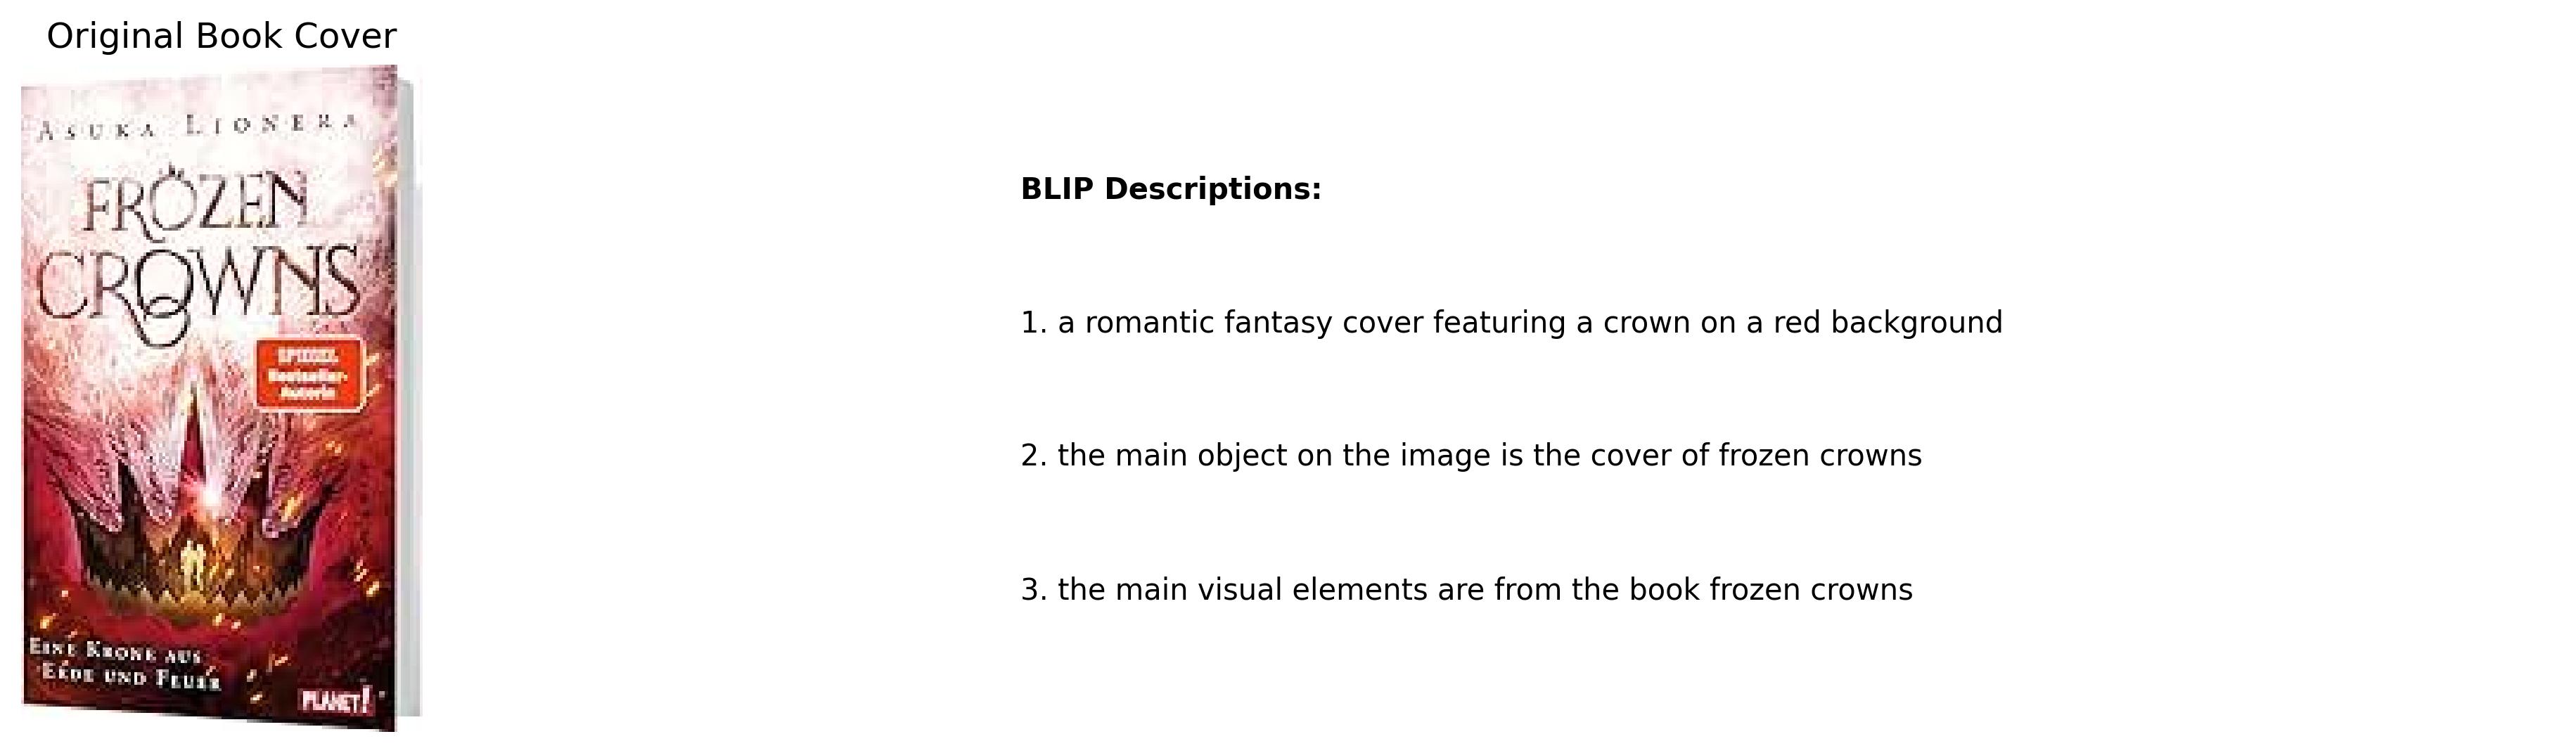 Original Book Cover
ASUKA LIONERA
FROZEN
CROWNS
SPIEGEL
Bestseller-
Autorin
EINE KRONE AUS
ERDE UND FEUER
PLANET!
BLIP Descriptions:
1. a romantic fantasy cover featuring a crown on a red background
2. the main object on the image is the cover of frozen crowns
3. the main visual elements are from the book frozen crowns